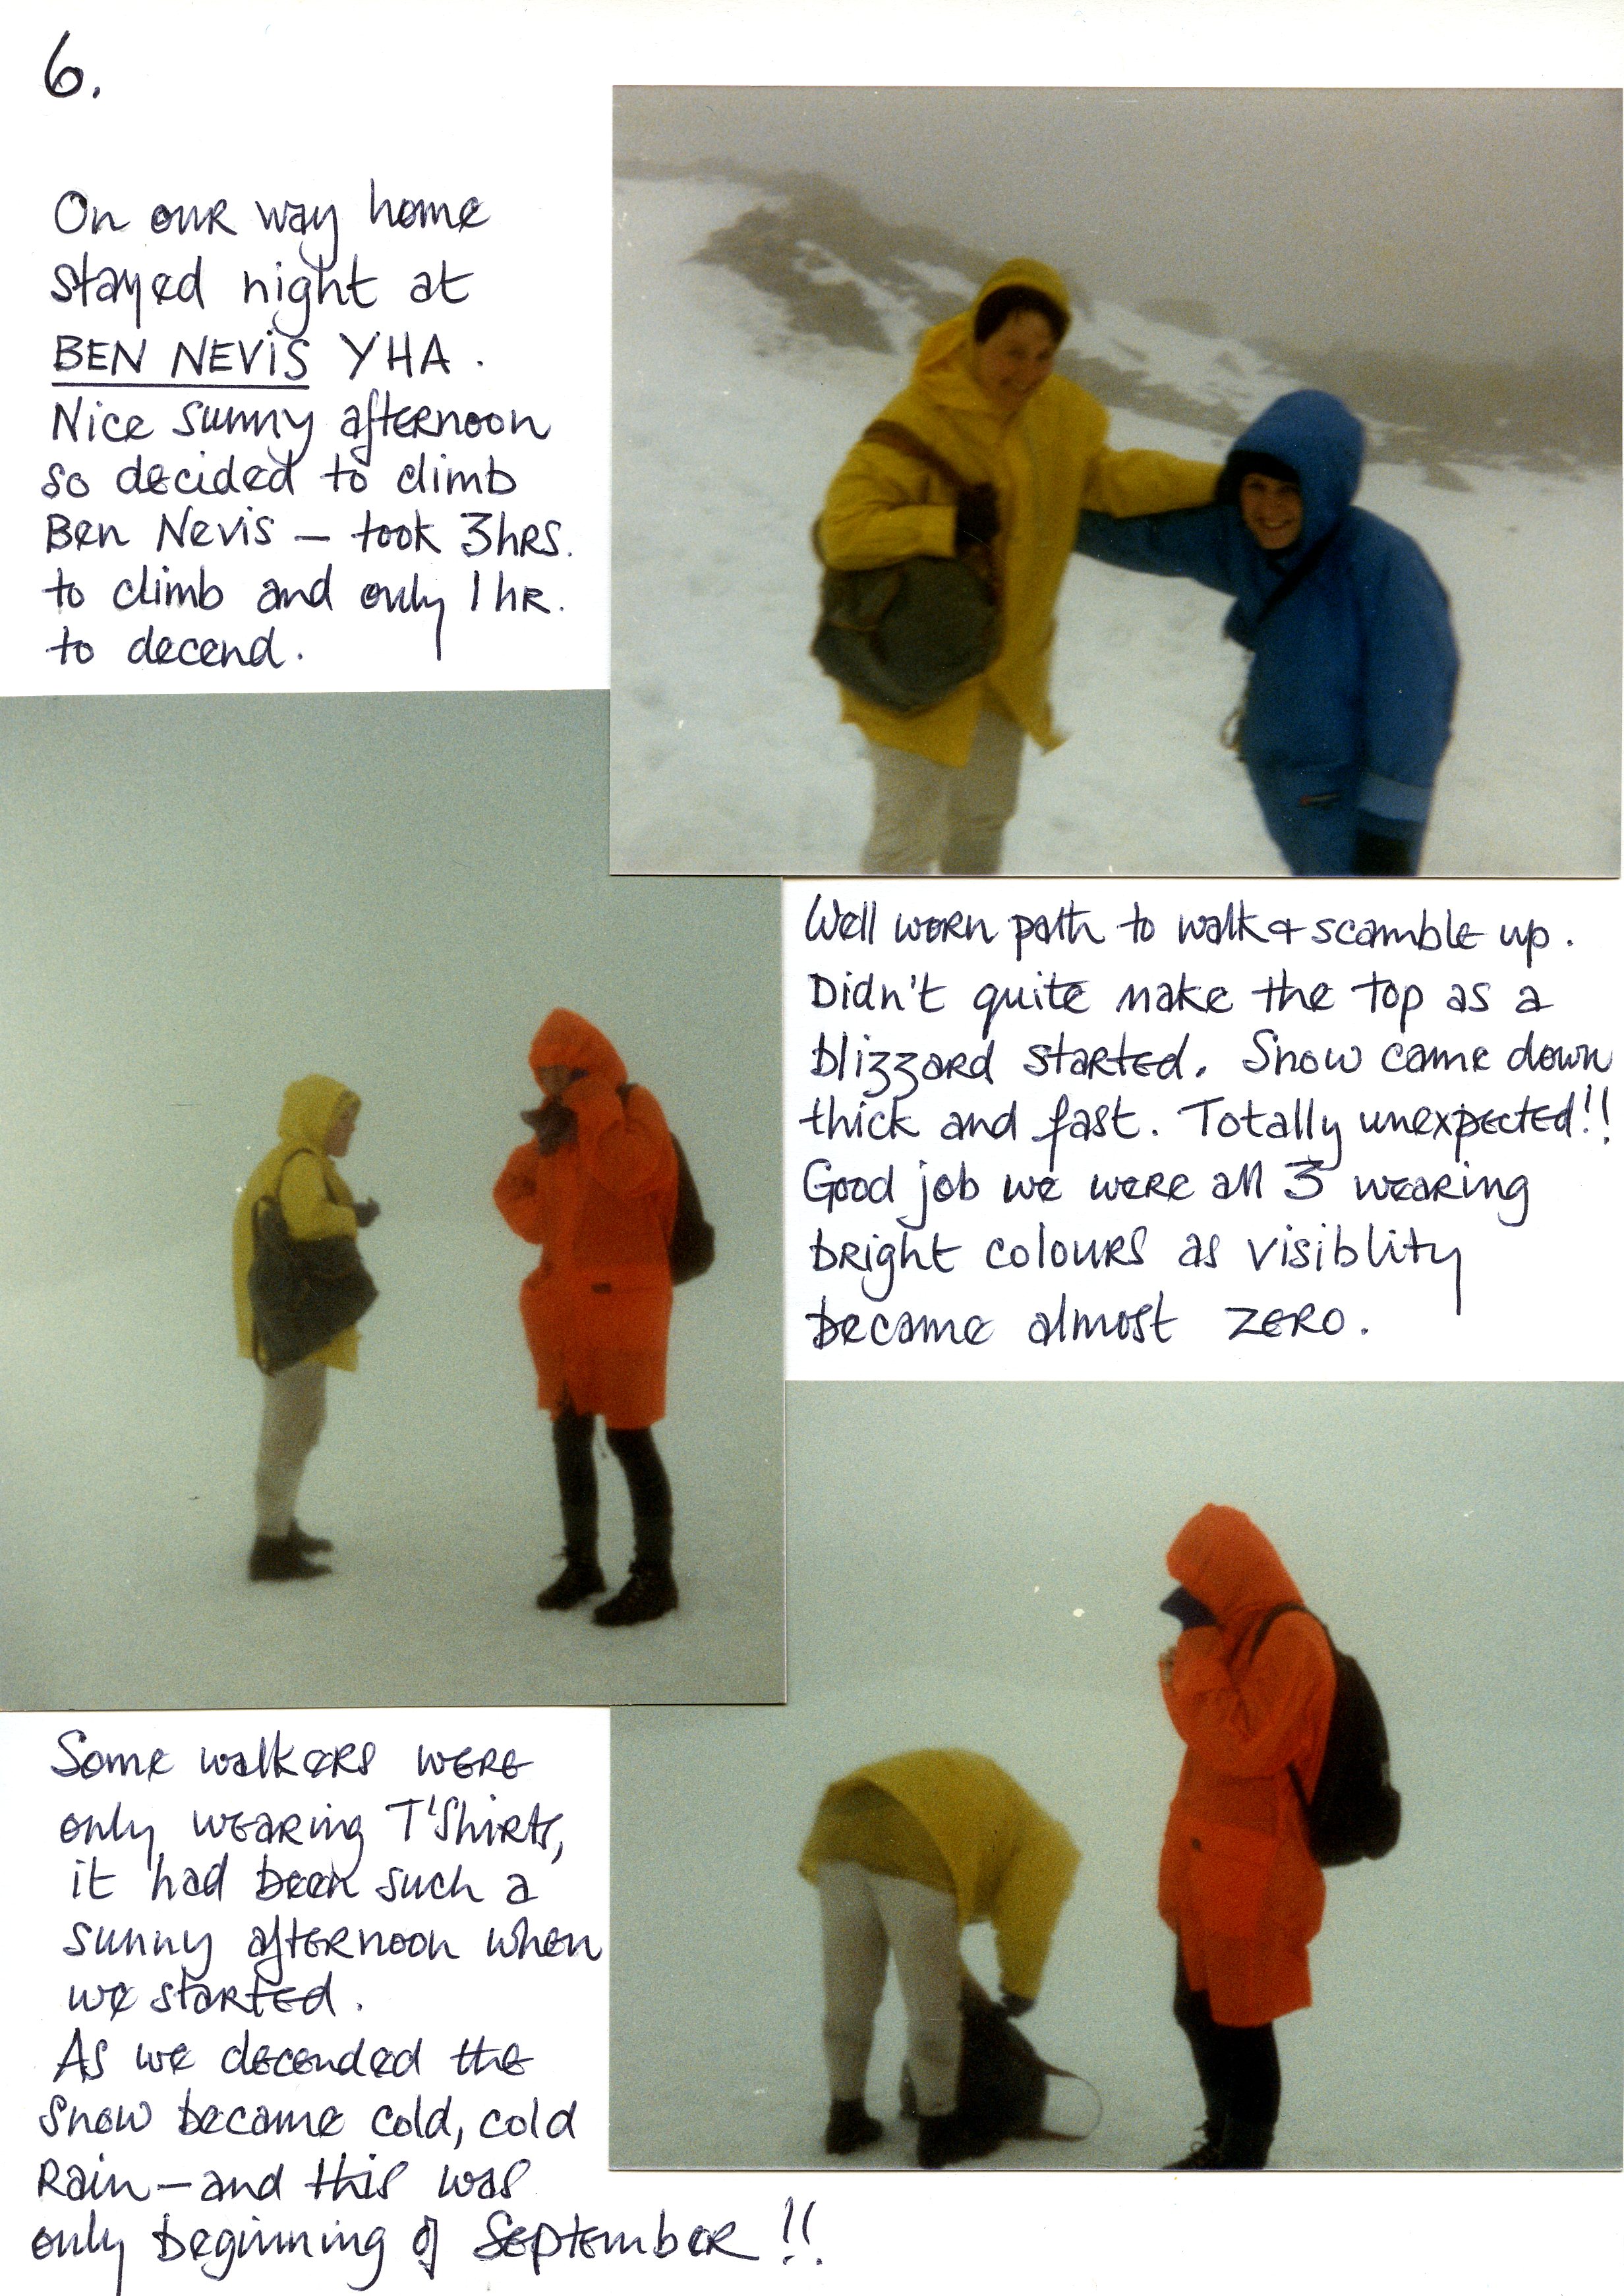 6.
On our way home
stayed night at
BEN NEVIS YHA.
Nice sunny afternoon
so decided to climb
Ben Nevis – took 3hrs.
to climb and only 1hr.
to decend.
Well worn path to walk & scamble up.
Didn't quite make the top as a
blizzard started. Snow came down
thick and fast. Totally unexpected!!
Good job we were all 3 wearing
bright colours as visiblity
became almost zero.
Some walkers were
only wearing T'Shirts,
it had been such a
sunny afternoon when
we started.
As we decended the
snow became cold, cold
Rain – and this was
only beginning of September!!